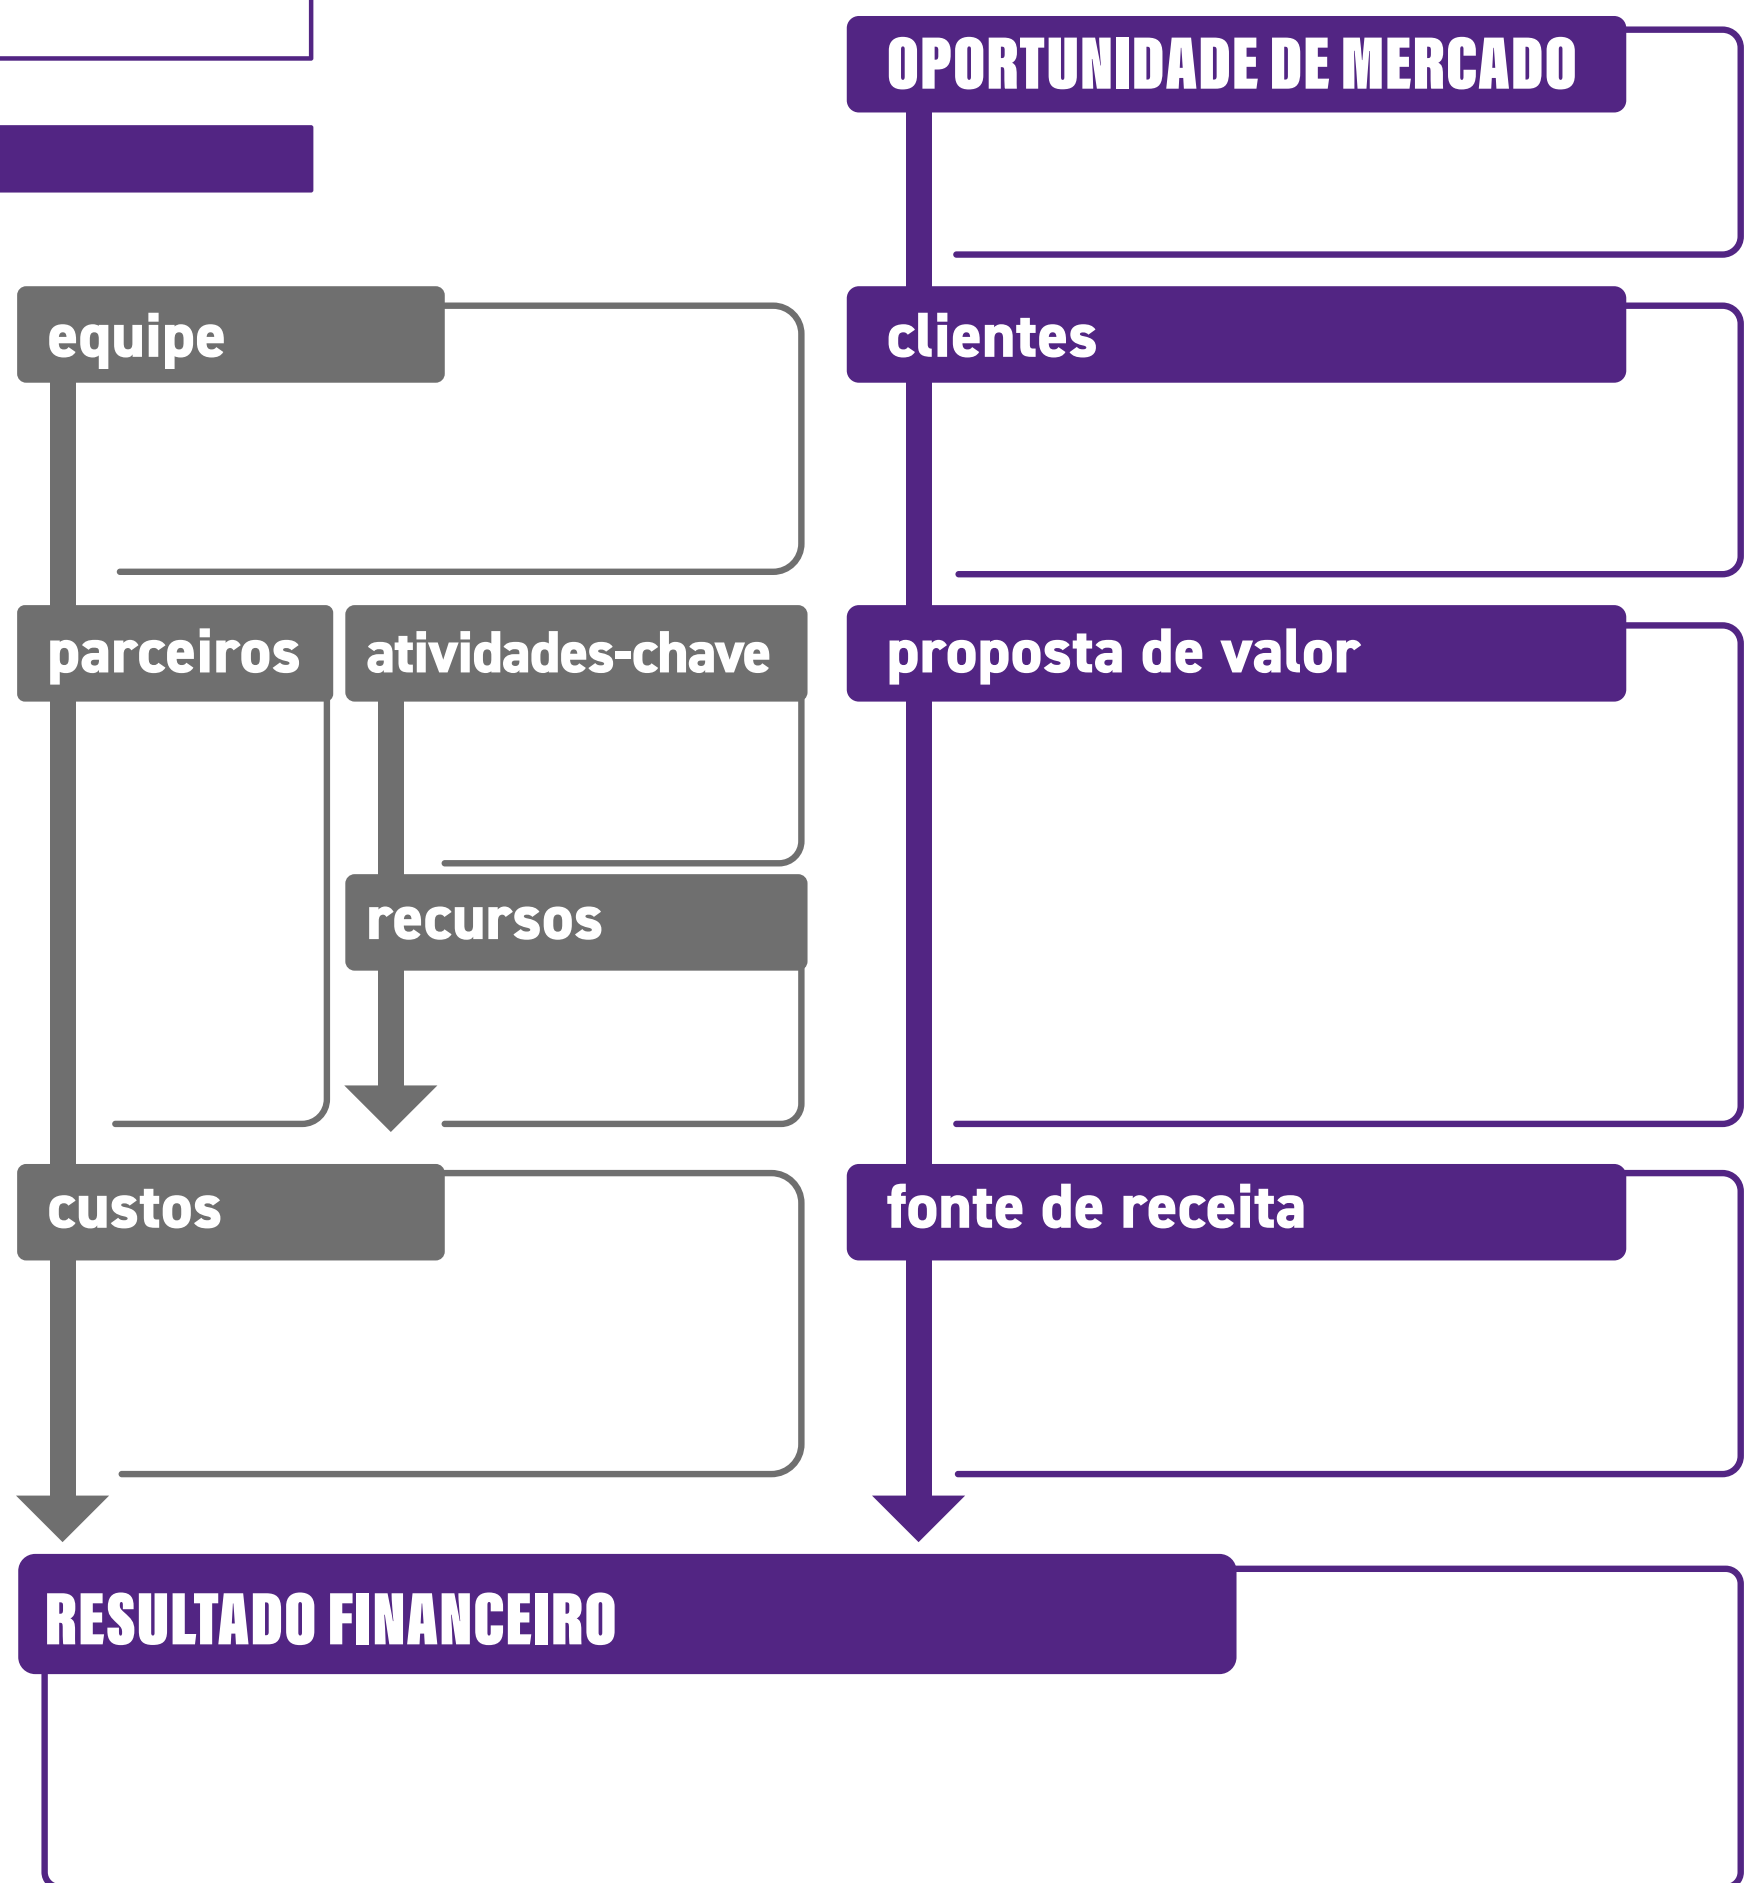 OPORTUNIDADE DE MERCADO
equipe
clientes
parceiros
atividades-chave
proposta de valor
recursos
custos
fonte de receita
RESULTADO FINANCEIRO